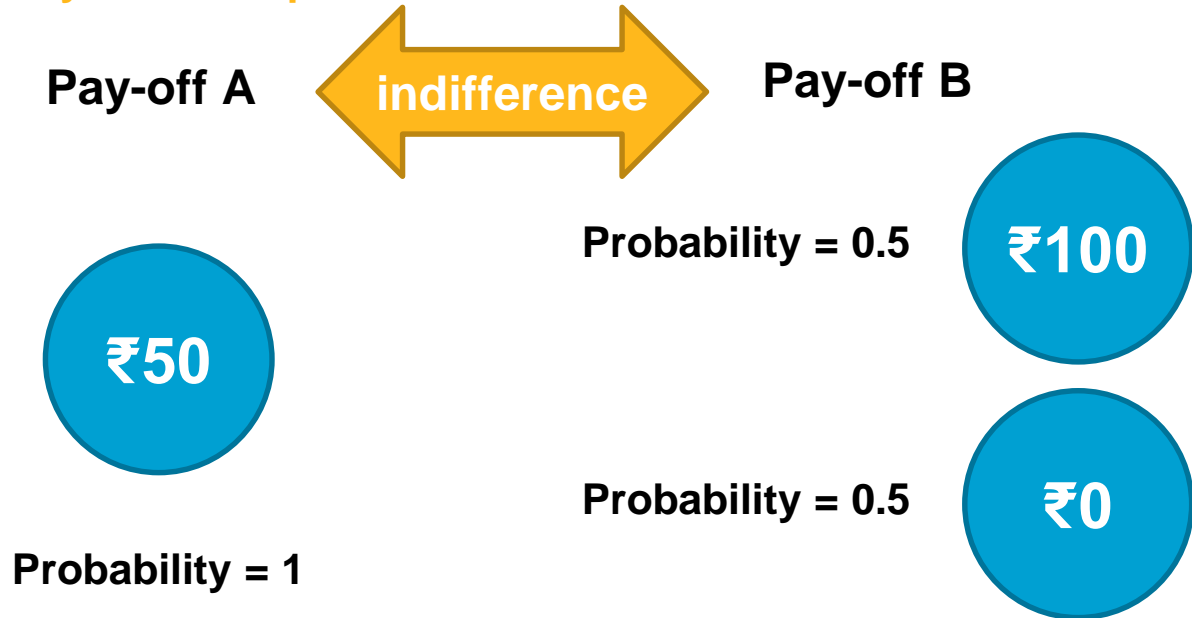 Pay-off A
indifference
Pay-off B
Probability = 0.5
₹100
₹50
Probability = 0.5
₹0
Probability = 1